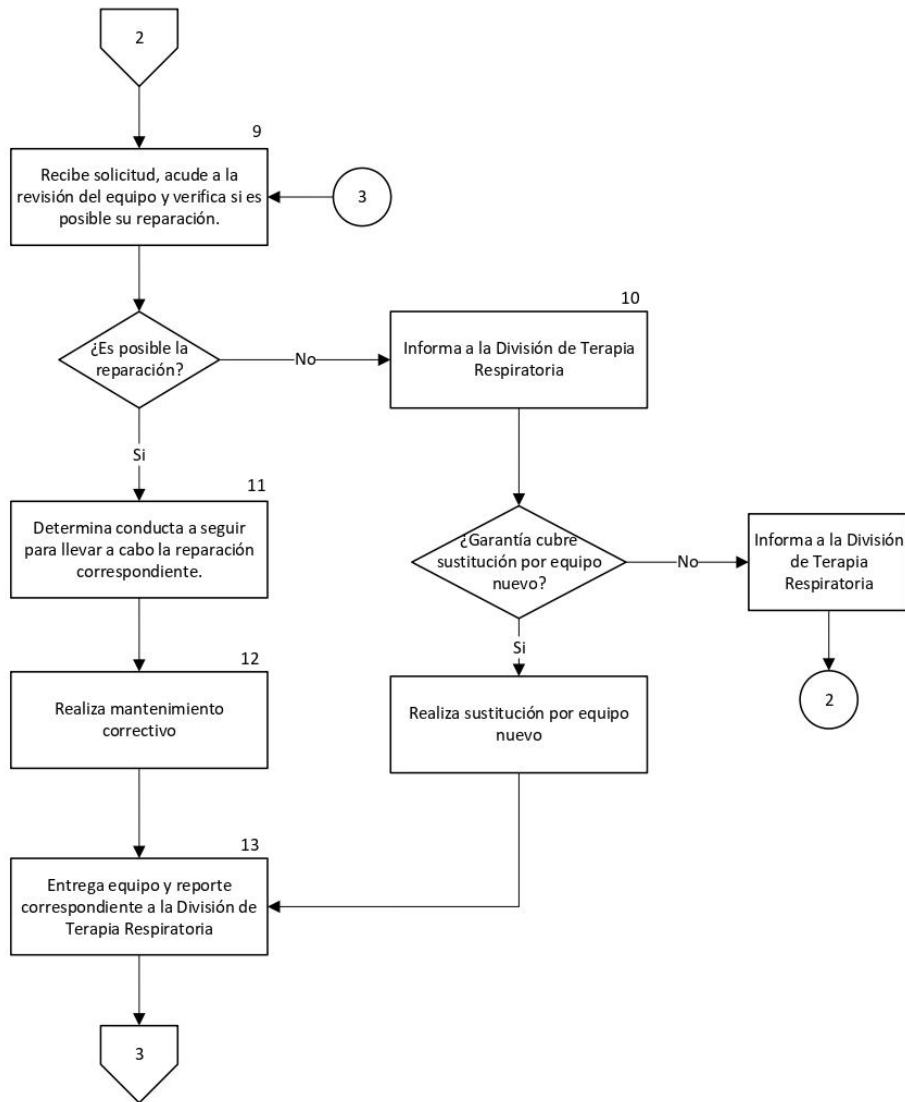 2
9
Recibe solicitud, acude a la
revisión del equipo y verifica si es
posible su reparación.
3
10
¿Es posible la
reparación?
No
Informa a la División de Terapia
Respiratoria
Si
11
Determina conducta a seguir
para llevar a cabo la reparación
correspondiente.
¿Garantía cubre
sustitución por equipo
nuevo?
No
Informa a la División
de Terapia
Respiratoria
Si
12
Realiza mantenimiento
correctivo
Realiza sustitución por equipo
nuevo
2
13
Entrega equipo y reporte
correspondiente a la División de
Terapia Respiratoria
3